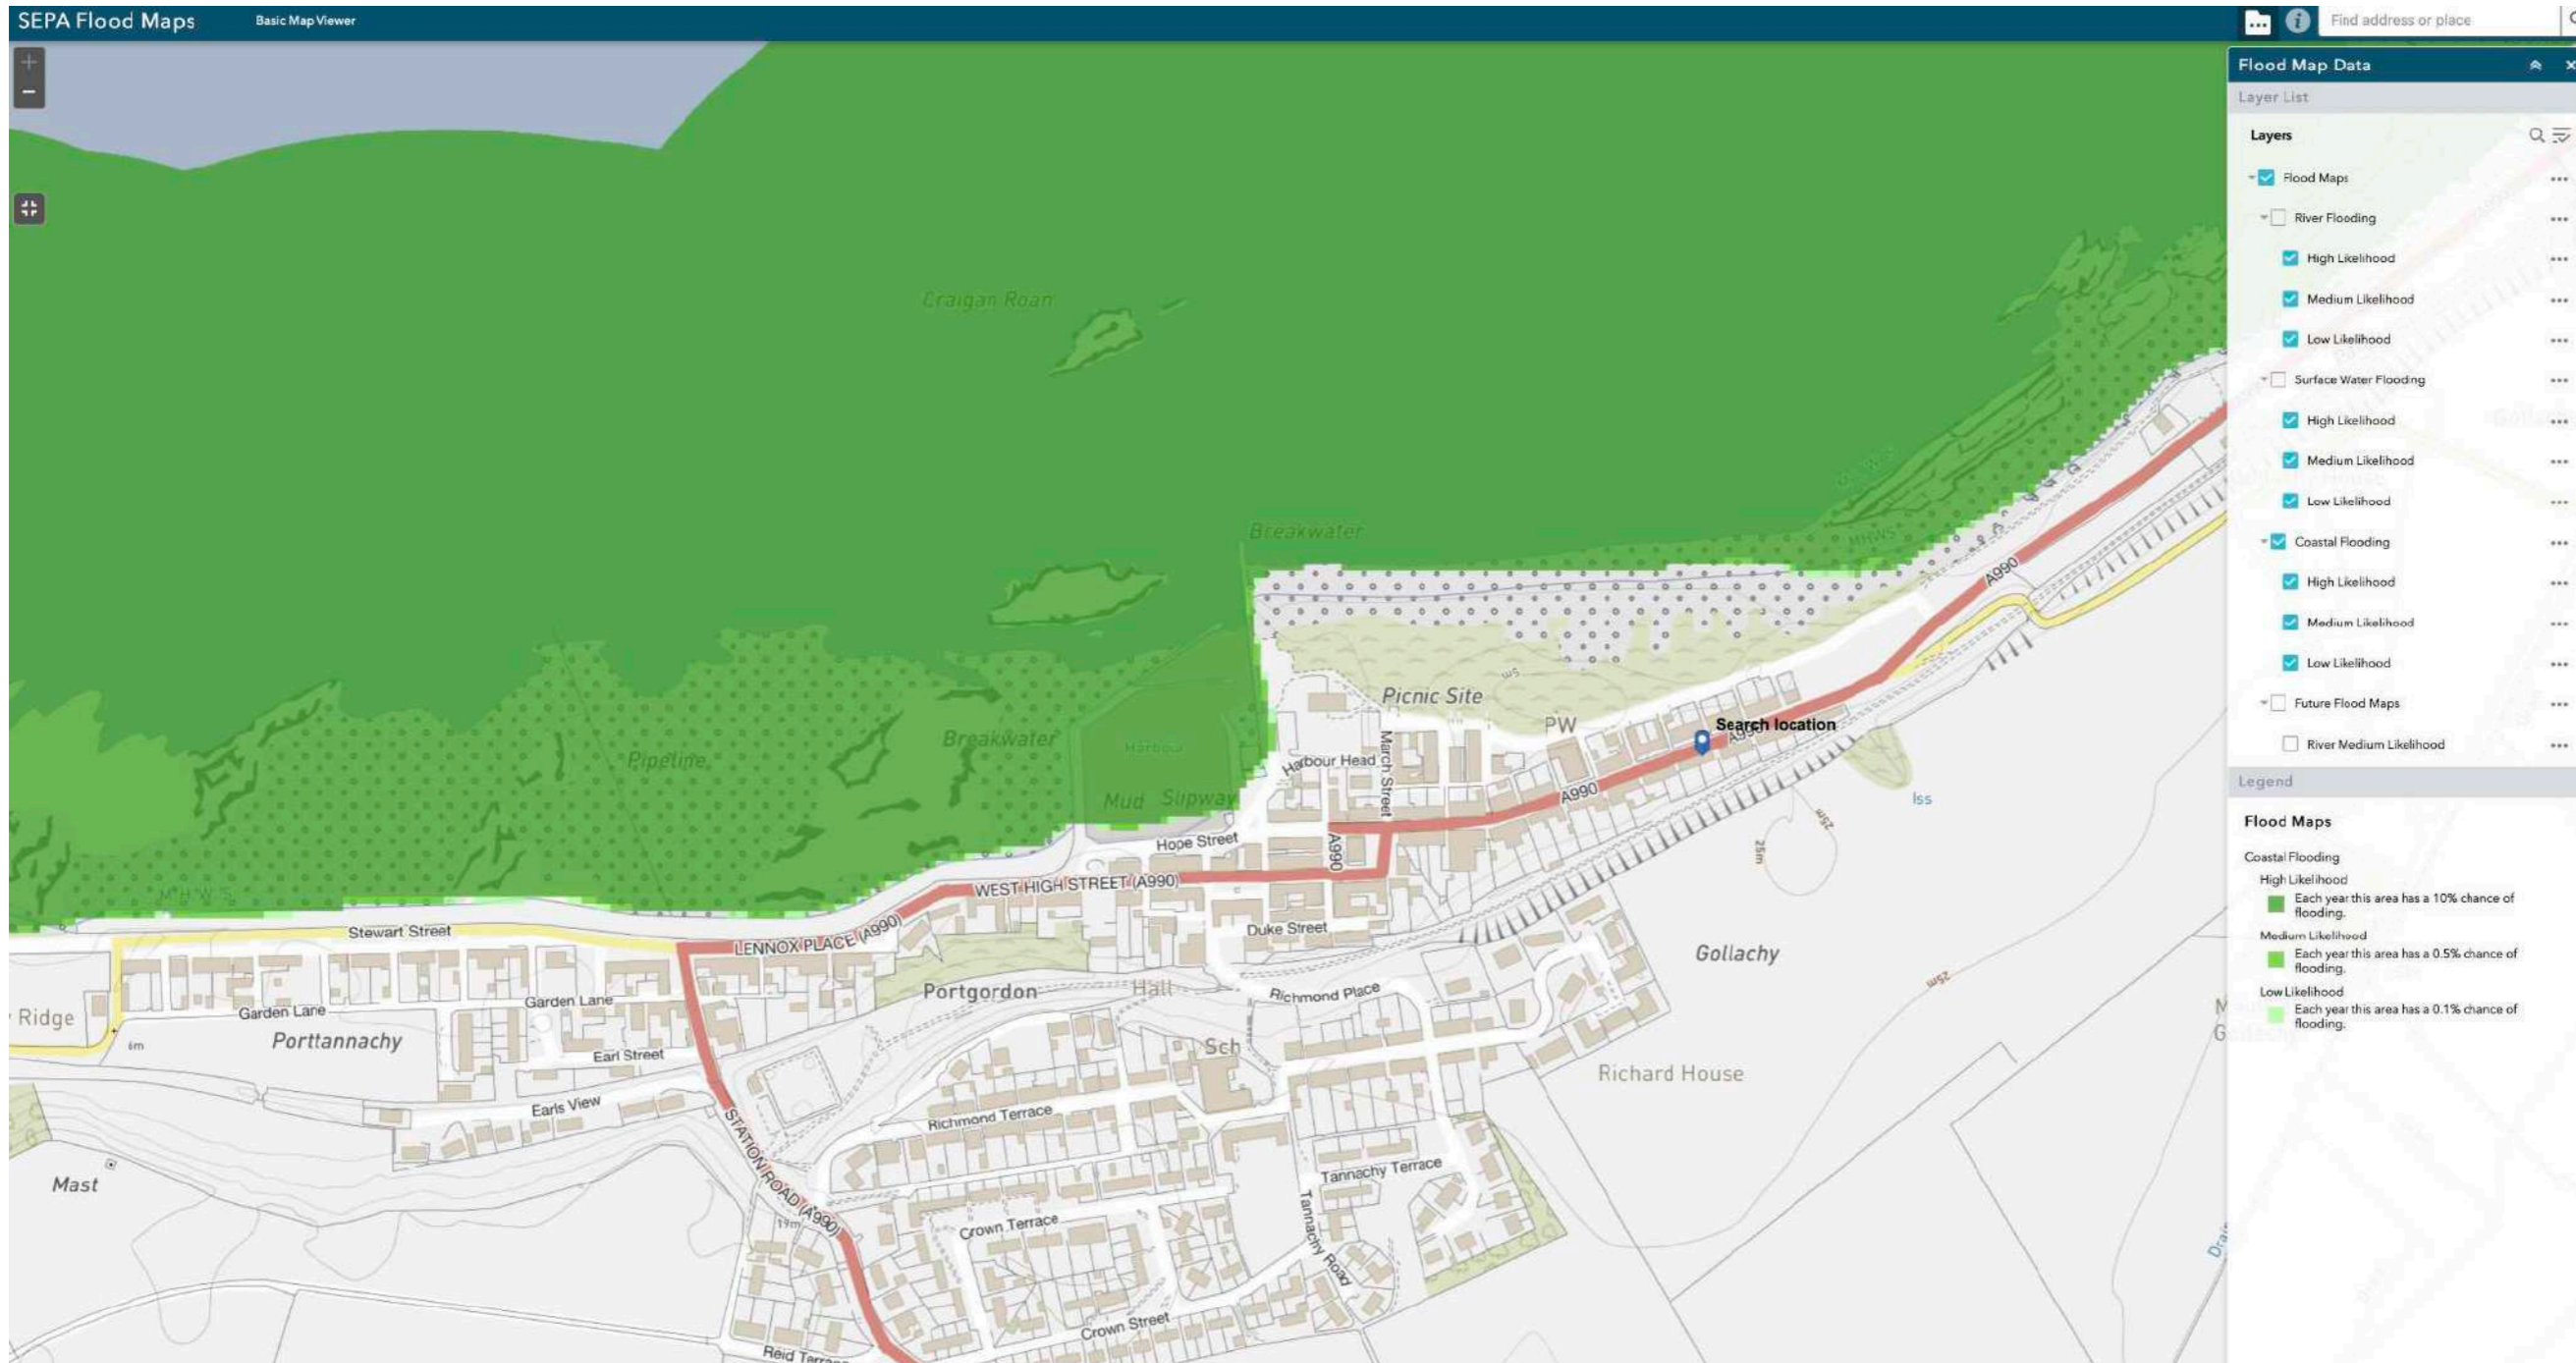 SEPA Flood Maps
Basic Map Viewer
Find address or place
Flood Map Data
Layer List
Layers
Flood Maps
River Flooding
High Likelihood
Medium Likelihood
Low Likelihood
Surface Water Flooding
High Likelihood
Medium Likelihood
Low Likelihood
Coastal Flooding
High Likelihood
Medium Likelihood
Low Likelihood
Future Flood Maps
River Medium Likelihood
Legend
Flood Maps
Coastal Flooding
High Likelihood
Each year this area has a 10% chance of
flooding.
Medium Likelihood
Each year this area has a 0.5% chance of
flooding.
Low Likelihood
Each year this area has a 0.1% chance of
flooding.
Craigan Roan
Breakwater
MHWS
A990
5m
Picnic Site
PW
Search location
A990
Breakwater
Harbour
Pipeline
Harbour Head
March Street
Mud
Slipway
A990
Iss
25m
25m
Hope Street
A990
WEST HIGH STREET (A990)
M H W S
Stewart Street
LENNOX PLACE (A990)
Duke Street
Gollachy
25m
Portgordon
Hall
Richmond Place
Garden Lane
Garden Lane
Ridge
6m
Porttannachy
Earl Street
Sch
Richard House
Earls View
Richmond Terrace
STATION ROAD (A990)
Mast
Tannachy Terrace
19m
Crown Terrace
Tannachy Road
Drain
Crown Street
Reid Terrace